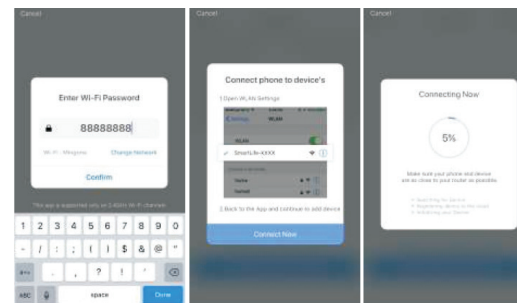 Cancel
Enter Wi-Fi Password
88888888
Change Network
Confirm
This app is supported only on 2.4GHz Wi-Fi channel
1 2 3 4 5 6 7 8 9 0
- / : ; ( ) $ & @ "
#+=
. , ? ! '
ABC
space
Done
Cancel
Connect phone to device's
1 Open WLAN Settings
Settings
WLAN
WLAN
SmartLife-XXXX
2 Back to the App and continue to add device
Connect Now
Cancel
Connecting Now
5%
Make sure your phone and device
are as close to your router as possible